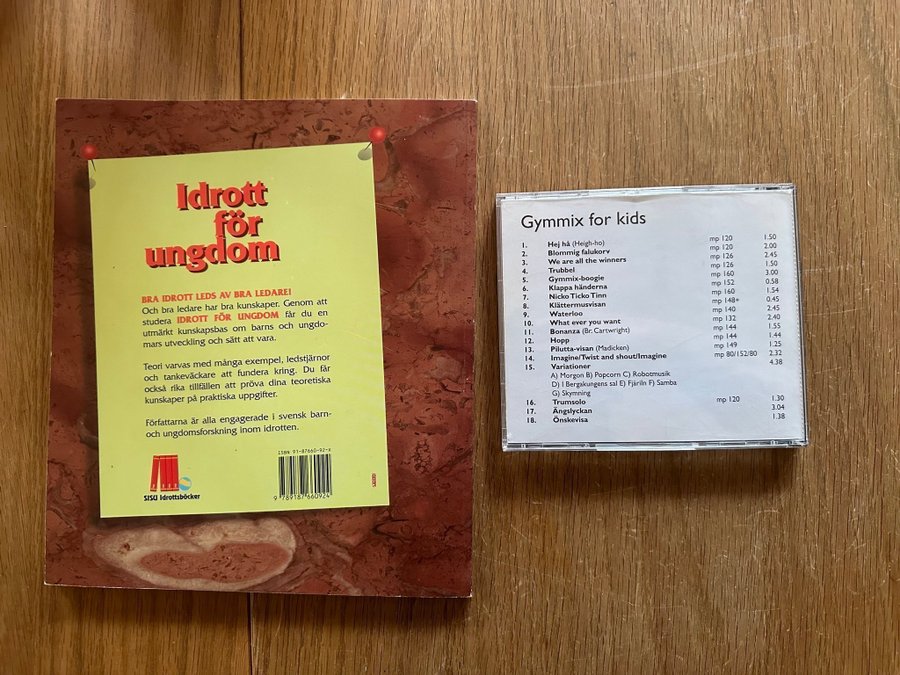 Idrott
för
ungdom
BRA IDROTT LEDS AV BRA LEDARE!
Och bra ledare har bra kunskaper. Genom att
studera IDROTT FÖR UNGDOM får du en
utmärkt kunskapsbas om barns och ungdo-
mars utveckling och sätt att vara.
Teori varvas med många exempel, ledstjärnor
och tankeväckare att fundera kring. Du får
också rika tillfällen att pröva dina teoretiska
kunskaper på praktiska uppgifter.
Författarna är alla engagerade i svensk barn-
och ungdomsforskning inom idrotten.
ISBN 91-87660-92-X
9 789187 660924
SISU Idrottsböcker
Gymmix for kids
1. Hej hå (Heigh-ho) mp 120 1.50
2. Blommig falukorv mp 120 2.00
3. We are all the winners mp 126 2.45
4. Trubbel mp 126 1.50
5. Gymmix-boogie mp 160 3.00
6. Klappa händerna mp 152 0.58
7. Nicko Ticko Tinn mp 160 1.54
8. Klättermusvisan mp 148+ 0.45
9. Waterloo mp 140 2.45
10. What ever you want mp 132 2.40
11. Bonanza (Br. Cartwright) mp 144 1.55
12. Hopp mp 144 1.44
13. Pilutta-visan (Madicken) mp 149 1.25
14. Imagine/Twist and shout/Imagine mp 80/152/80 2.32
15. Variationer 4.38
A) Morgon B) Popcorn C) Robotmusik
D) I Bergakungens sal E) Fjäriln F) Samba
G) Skymning
16. Trumsolo mp 120 1.30
17. Ängslyckan 3.04
18. Önskevisa 1.38